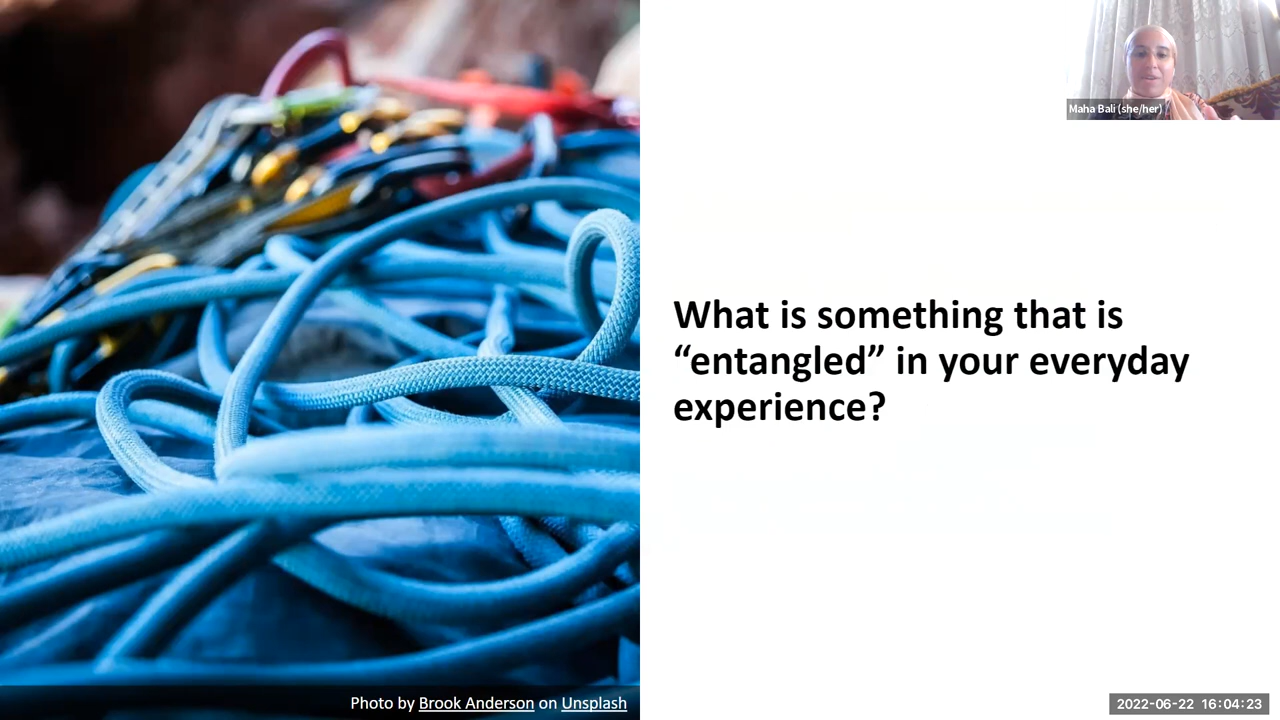 Maha Bali (she/her)
What is something that is
“entangled” in your everyday
experience?
Photo by Brook Anderson on Unsplash
2022-06-22 16:04:23